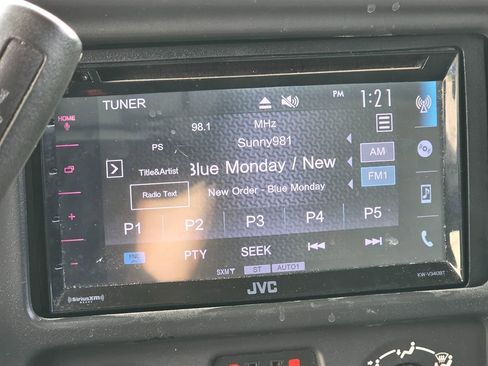 TUNER
PM 1:21
HOME
98.1 MHz
PS Sunny981
Title&Artist Blue Monday / New
Radio Text New Order - Blue Monday
AM
FM1
P1 P2 P3 P4 P5
PTY SEEK
SXM ST AUTO1
((SiriusXM)) JVC KW-V340BT